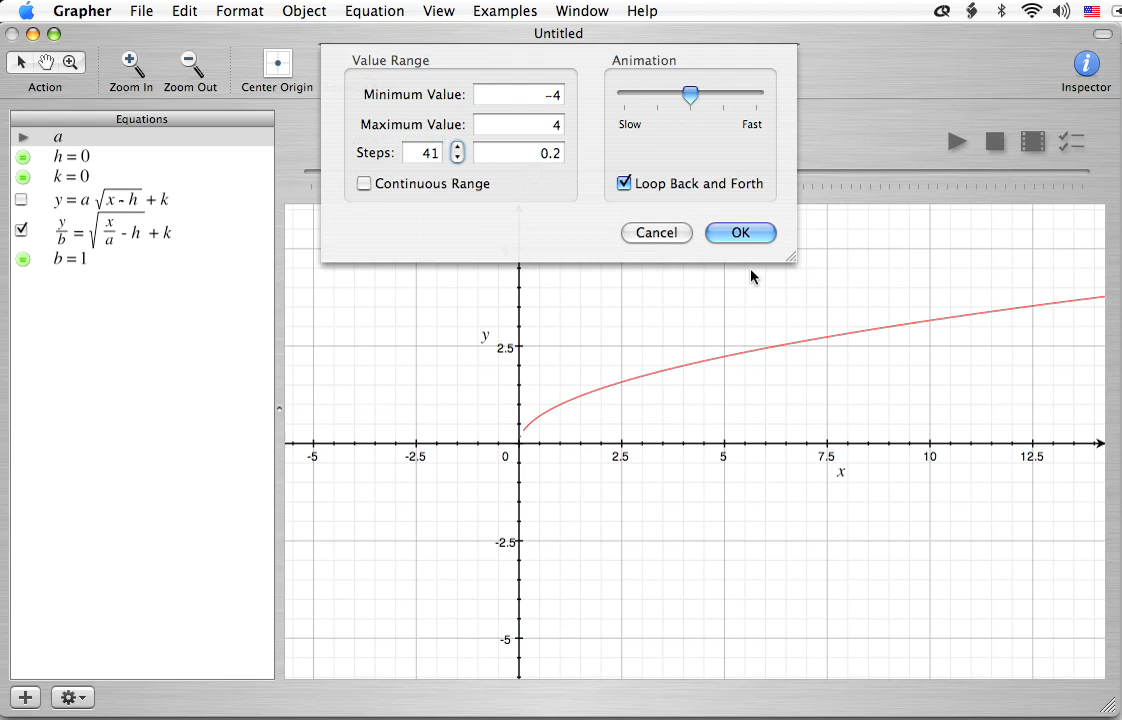 Grapher File Edit Format Object Equation View Examples Window Help
Untitled
Action Zoom In Zoom Out Center Origin Inspector
Value Range
Minimum Value: -4
Maximum Value: 4
Steps: 41 0.2
Continuous Range
Animation
Slow Fast
Loop Back and Forth
Cancel OK
Equations
a
h = 0
k = 0
y = a √(x - h) + k
y/b = √(x/a - h) + k
b = 1
y
2.5
-5 -2.5 0 2.5 5 7.5 10 12.5
x
-2.5
-5